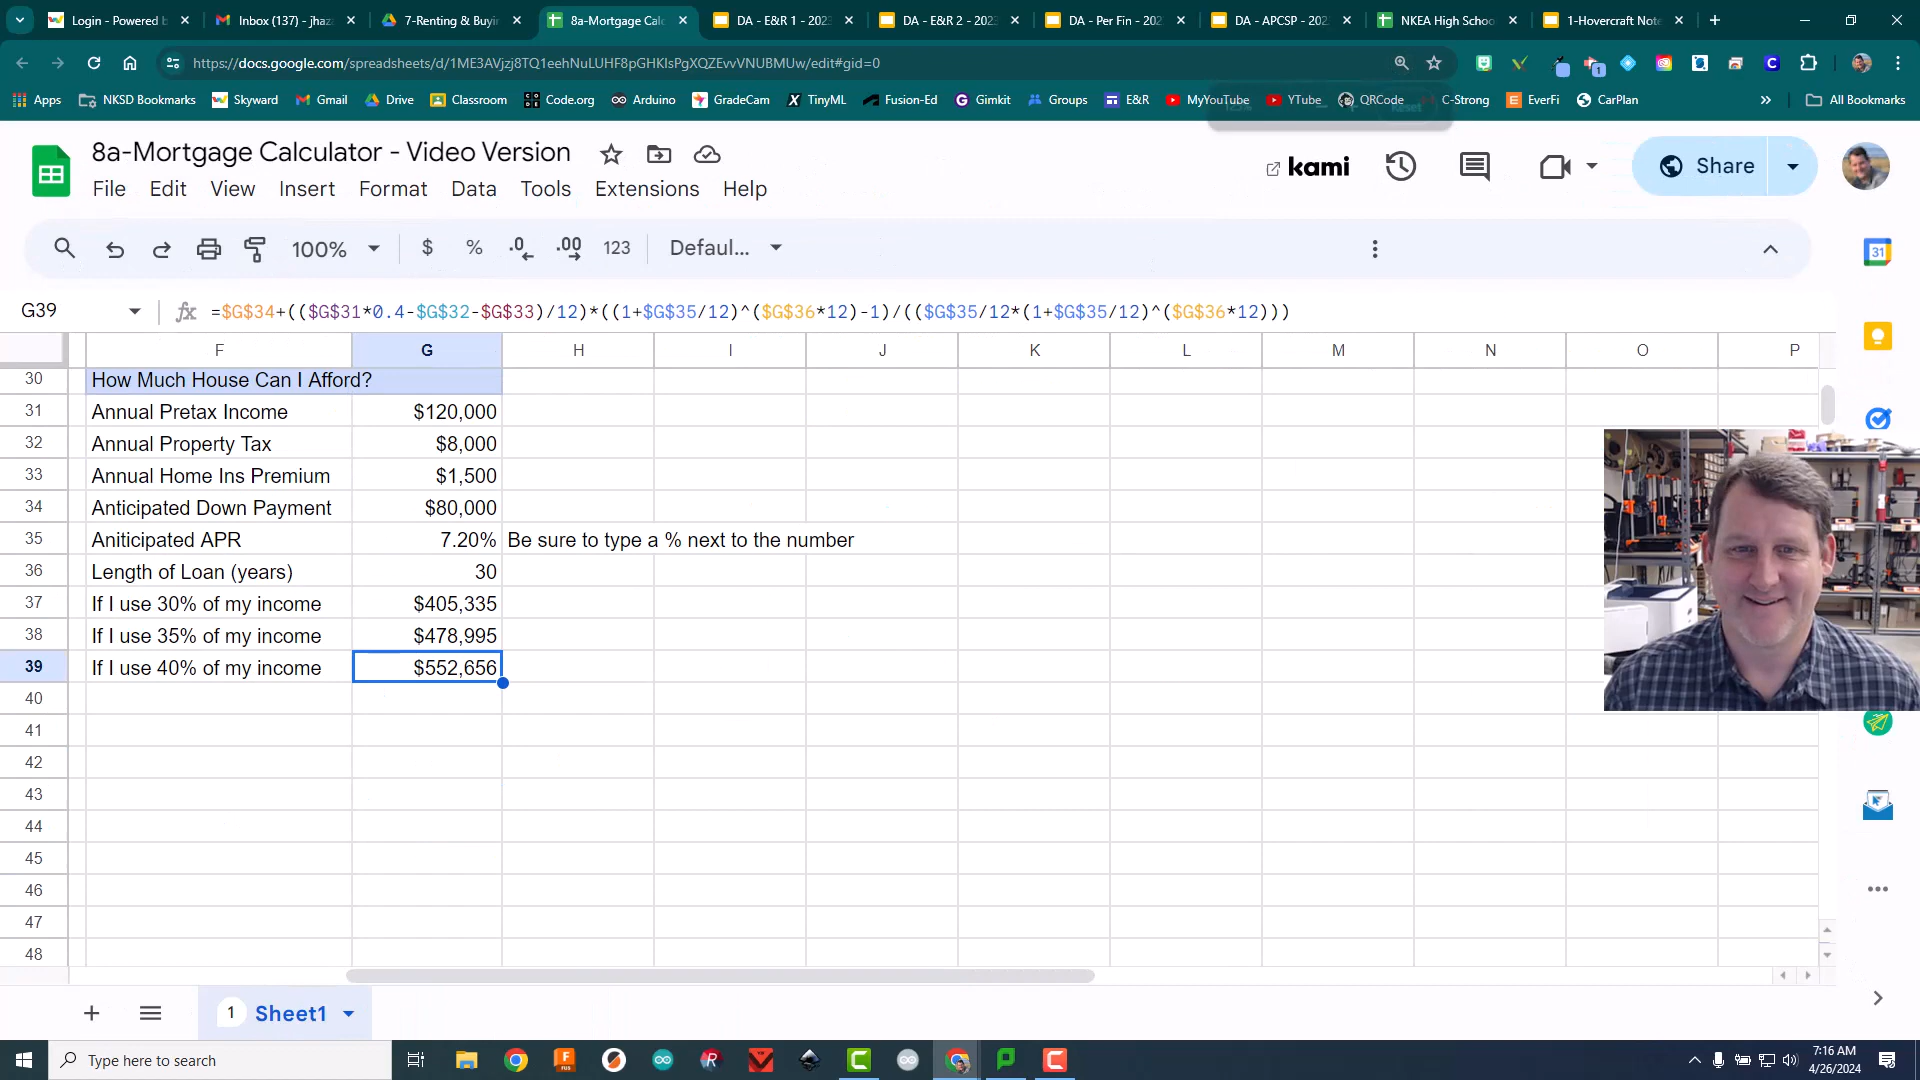 Login - Powered b
Inbox (137) - jhaz
7-Renting & Buyi
8a-Mortgage Calc
DA - E&R 1 - 2023
DA - E&R 2 - 2023
DA - Per Fin - 202
DA - APCSP - 202
NKEA High Schoo
1-Hovercraft Note
https://docs.google.com/spreadsheets/d/1ME3AVjzj8TQ1eehNuLUHF8pGHKlsPgXQZEvvVNUBMUw/edit#gid=0
Apps NKSD Bookmarks Skyward Gmail Drive Classroom Code.org Arduino GradeCam TinyML Fusion-Ed Gimkit Groups E&R MyYouTube YTube QRCode C-Strong EverFi CarPlan » All Bookmarks
8a-Mortgage Calculator - Video Version
kami
Share
File Edit View Insert Format Data Tools Extensions Help
100% $ % .0 .00 123 Defaul...
31
G39
fx =$G$34+(($G$31*0.4-$G$32-$G$33)/12)*((1+$G$35/12)^($G$36*12)-1)/(($G$35/12*(1+$G$35/12)^($G$36*12)))
F G H I J K L M N O P
30 How Much House Can I Afford?
31 Annual Pretax Income $120,000
32 Annual Property Tax $8,000
33 Annual Home Ins Premium $1,500
34 Anticipated Down Payment $80,000
35 Aniticipated APR 7.20% Be sure to type a % next to the number
36 Length of Loan (years) 30
37 If I use 30% of my income $405,335
38 If I use 35% of my income $478,995
39 If I use 40% of my income $552,656
40
41
42
43
44
45
46
47
48
1 Sheet1
Type here to search
7:16 AM
4/26/2024